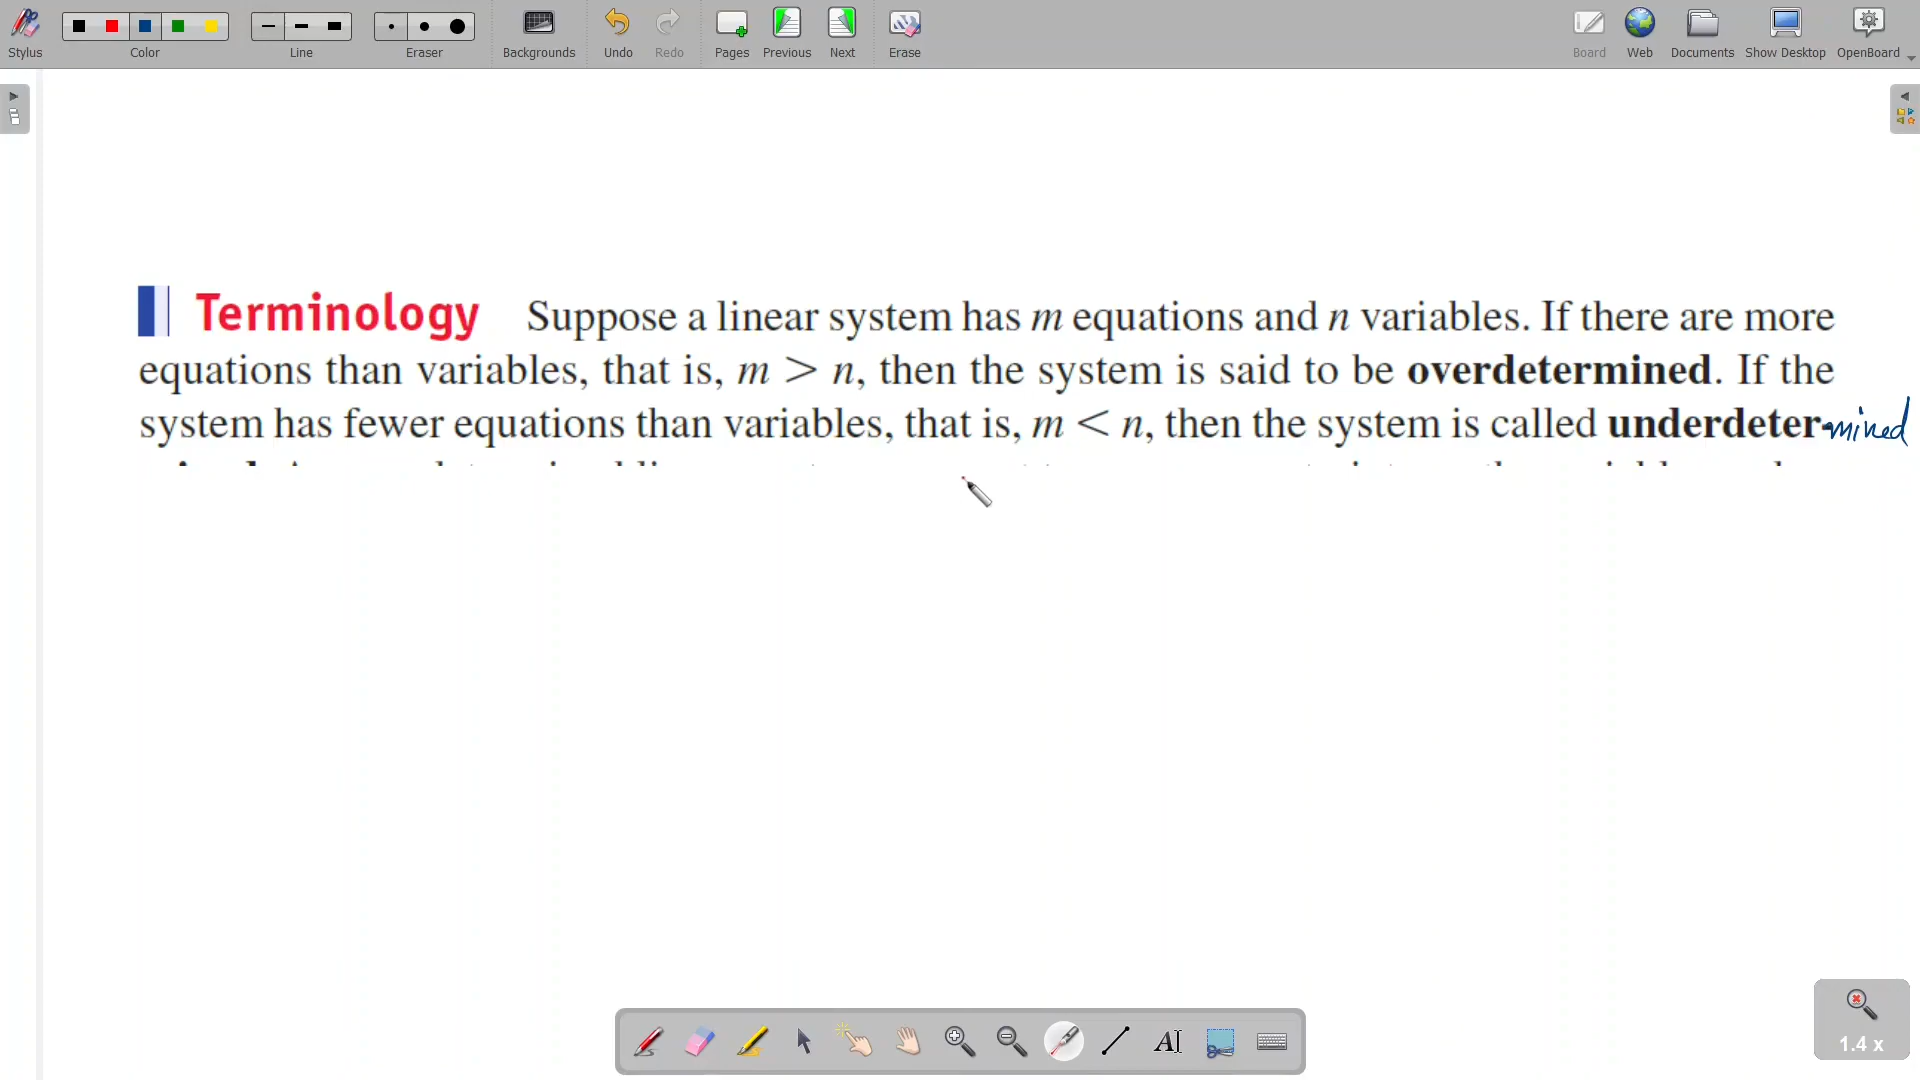 Stylus Color Line Eraser Backgrounds Undo Redo Pages Previous Next Erase Board Web Documents Show Desktop OpenBoard
Terminology Suppose a linear system has m equations and n variables. If there are more
equations than variables, that is, m > n, then the system is said to be overdetermined. If the
system has fewer equations than variables, that is, m < n, then the system is called underdeter-mined
1.4 x